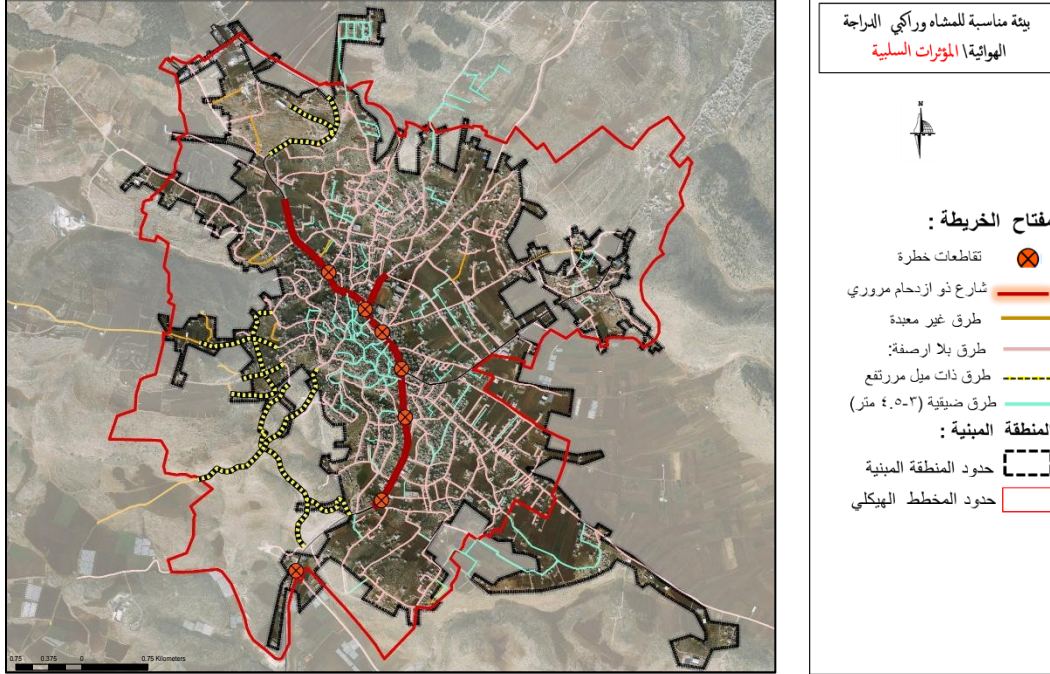 بيئة مناسبة للمشاه وراكبي الدراجة
الهوائية\ المؤثرات السلبية
N
مفتاح الخريطة :
تقاطعات خطرة
شارع ذو ازدحام مروري
طرق غير معبدة
طرق بلا ارصفة:
طرق ذات ميل مررتفع
طرق ضيقية (٣-٤.٥ متر)
المنطقة المبنية :
حدود المنطقة المبنية
حدود المخطط الهيكلي
0.75 0.375 0 0.75 Kilometers